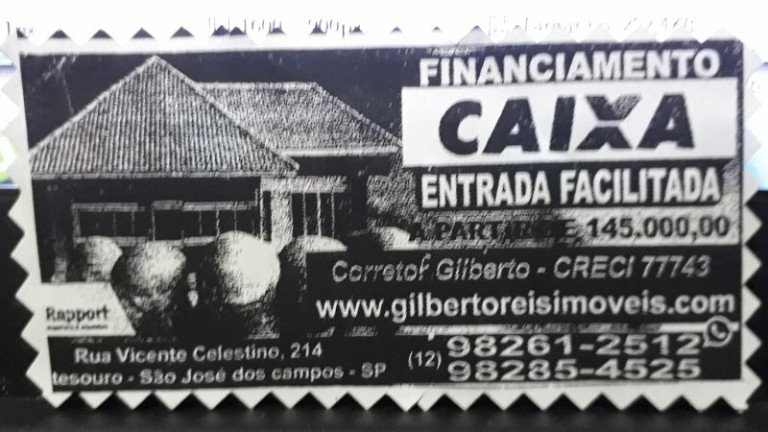 FINANCIAMENTO
CAIXA
ENTRADA FACILITADA
A PARTIR DE 145.000,00
Corretor Gilberto - CRECI 77743
www.gilbertoreisimoveis.com
Rapport
Rua Vicente Celestino, 214
tesouro - São José dos campos - SP
(12) 98261-2512
98285-4525